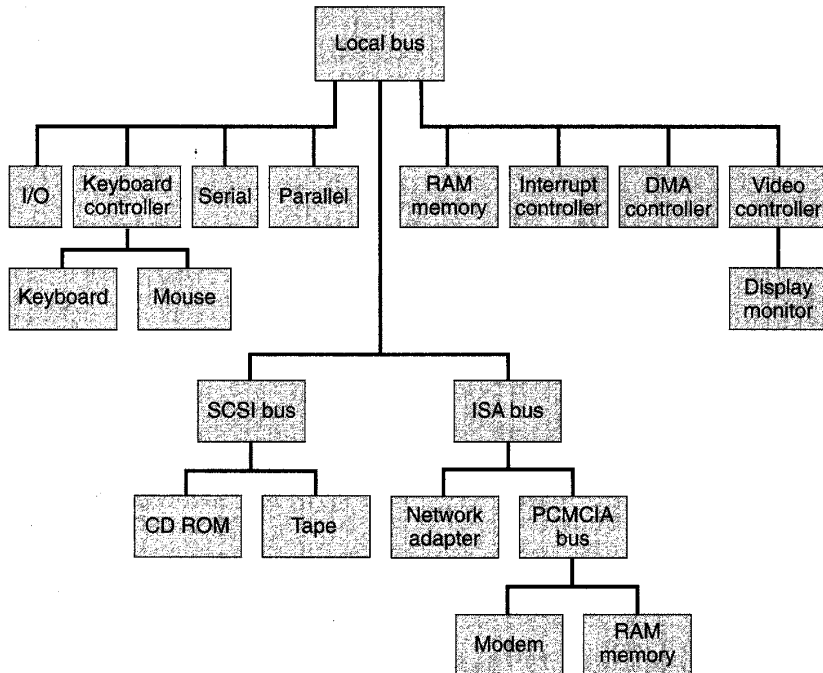 Local bus
I/O
Keyboard
controller
Serial
Parallel
RAM
memory
Interrupt
controller
DMA
controller
Video
controller
Keyboard
Mouse
Display
monitor
SCSI bus
ISA bus
CD ROM
Tape
Network
adapter
PCMCIA
bus
Modem
RAM
memory